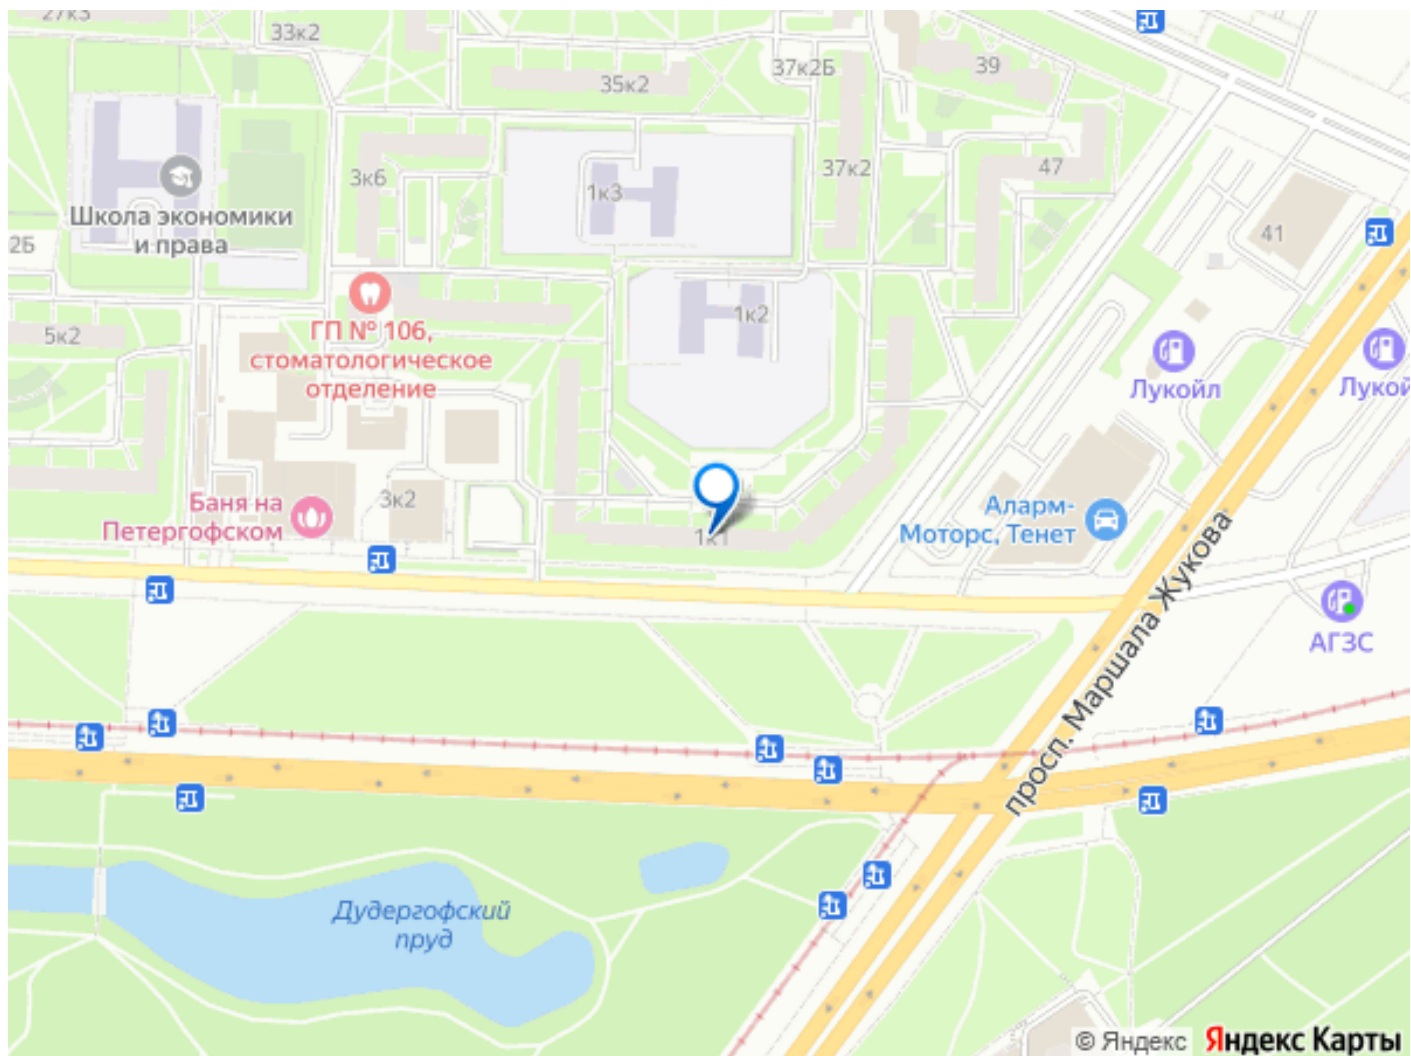 27к3
33к2
35к2
37к2Б
39
3к6
1к3
37к2
47
Школа экономики
и права
2Б
41
5к2
ГП № 106,
стоматологическое
отделение
1к2
Лукойл
Лукой
Баня на
Петергофском
3к2
1к1
Аларм-
Моторс, Тенет
просп. Маршала Жукова
АГЗС
Дудергофский
пруд
© Яндекс Яндекс Карты